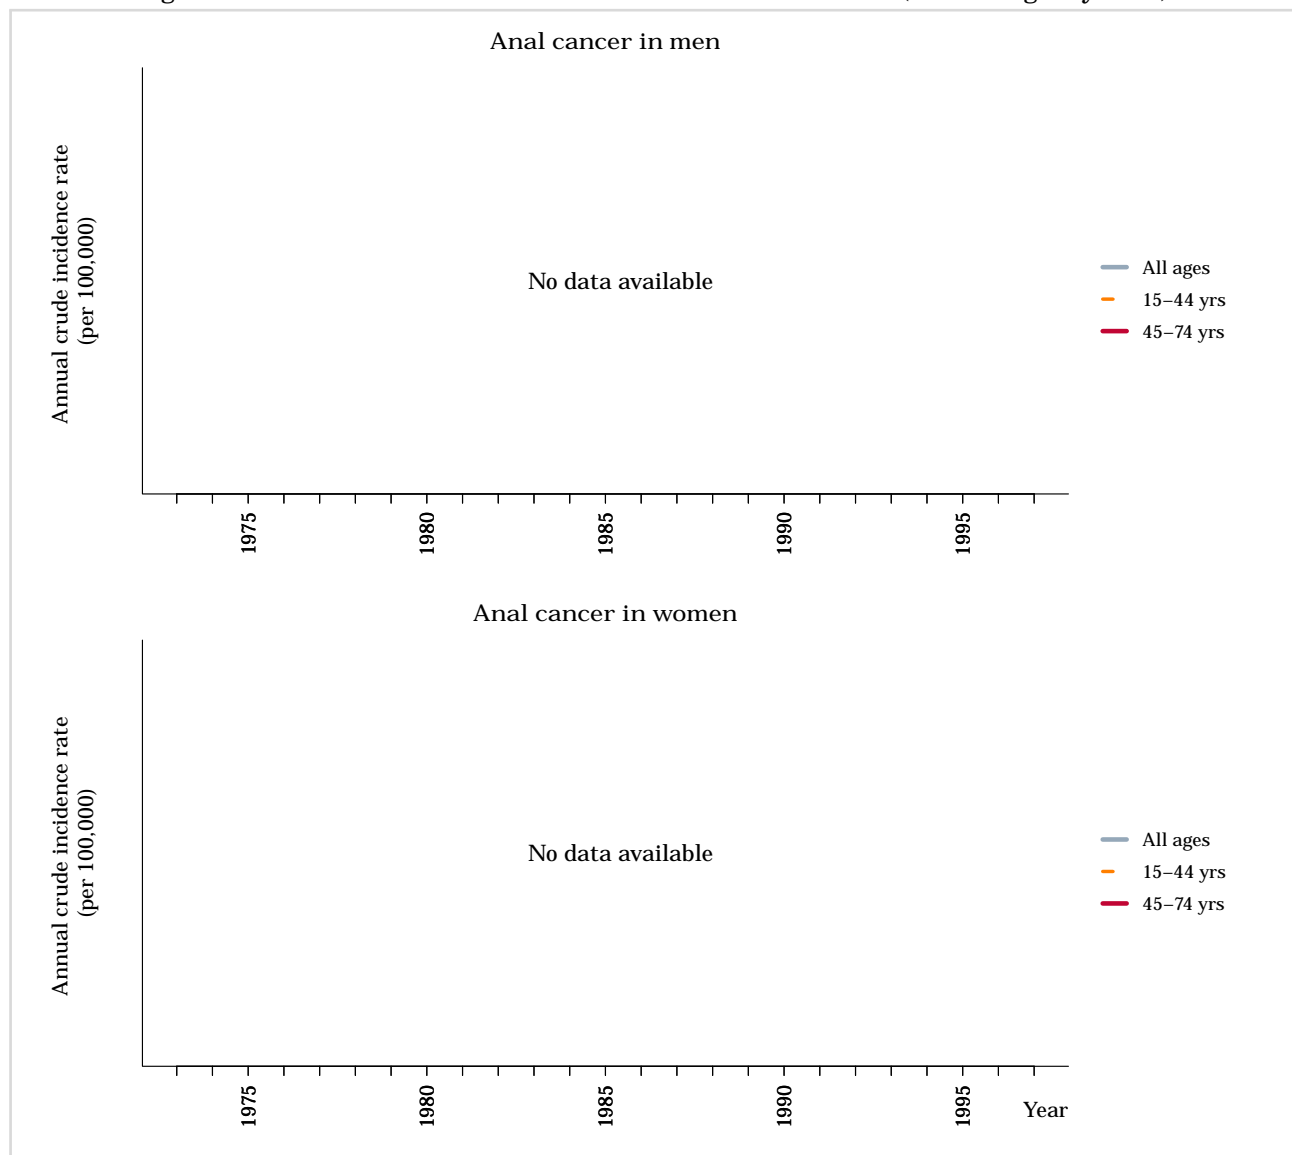 Anal cancer in men
Annual crude incidence rate
(per 100,000)
No data available
All ages
15–44 yrs
45–74 yrs
1975
1980
1985
1990
1995
Anal cancer in women
Annual crude incidence rate
(per 100,000)
No data available
All ages
15–44 yrs
45–74 yrs
1975
1980
1985
1990
1995
Year